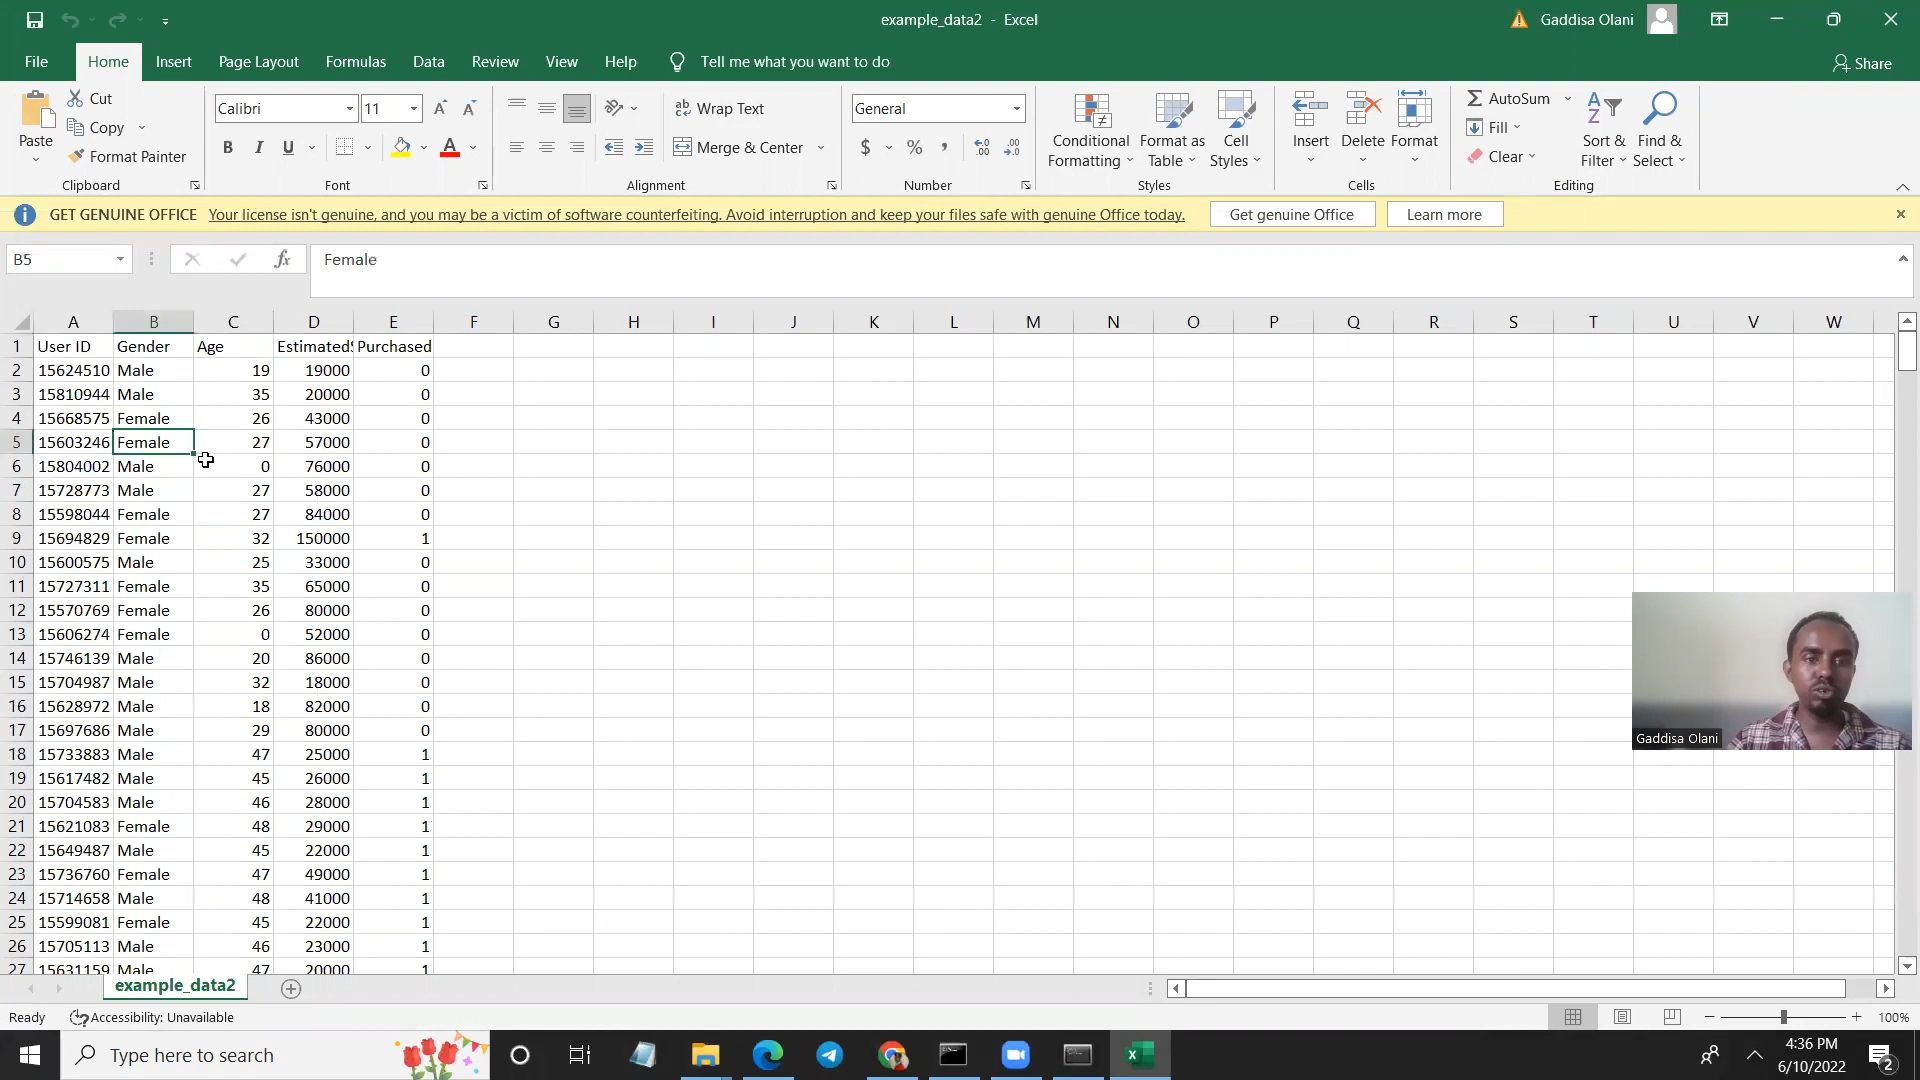 example_data2 - Excel
Gaddisa Olani
File Home Insert Page Layout Formulas Data Review View Help Tell me what you want to do
Share
Paste
Cut
Copy
Format Painter
Clipboard
Calibri 11
B I U
Font
Wrap Text
Merge & Center
Alignment
General
$ % ,
Number
Conditional Formatting
Format as Table
Cell Styles
Styles
Insert Delete Format
Cells
AutoSum
Fill
Clear
Sort & Filter
Find & Select
Editing
GET GENUINE OFFICE Your license isn't genuine, and you may be a victim of software counterfeiting. Avoid interruption and keep your files safe with genuine Office today. Get genuine Office Learn more
B5 fx Female
A B C D E F G H I J K L M N O P Q R S T U V W
1 User ID Gender Age EstimatedS Purchased
2 15624510 Male 19 19000 0
3 15810944 Male 35 20000 0
4 15668575 Female 26 43000 0
5 15603246 Female 27 57000 0
6 15804002 Male 0 76000 0
7 15728773 Male 27 58000 0
8 15598044 Female 27 84000 0
9 15694829 Female 32 150000 1
10 15600575 Male 25 33000 0
11 15727311 Female 35 65000 0
12 15570769 Female 26 80000 0
13 15606274 Female 0 52000 0
14 15746139 Male 20 86000 0
15 15704987 Male 32 18000 0
16 15628972 Male 18 82000 0
17 15697686 Male 29 80000 0
18 15733883 Male 47 25000 1
19 15617482 Male 45 26000 1
20 15704583 Male 46 28000 1
21 15621083 Female 48 29000 1
22 15649487 Male 45 22000 1
23 15736760 Female 47 49000 1
24 15714658 Male 48 41000 1
25 15599081 Female 45 22000 1
26 15705113 Male 46 23000 1
27 15631159 Male 47 20000 1
Gaddisa Olani
example_data2
Ready Accessibility: Unavailable 100%
Type here to search
4:36 PM
6/10/2022
2